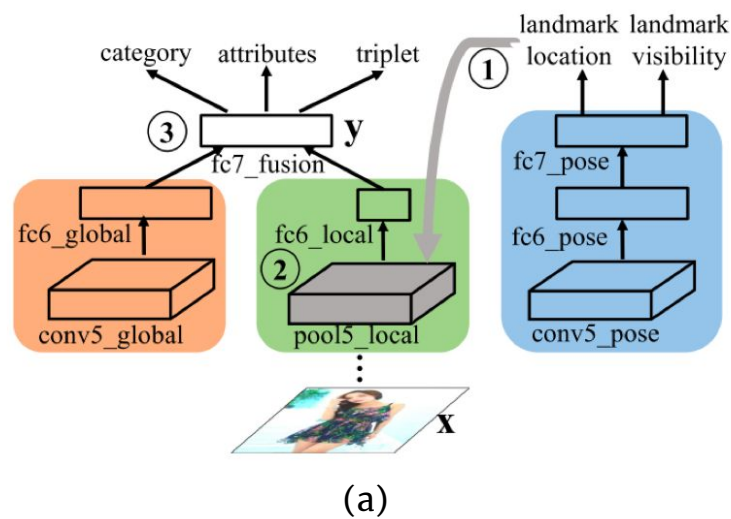 category attributes triplet
landmark location
landmark visibility
①
③
y
fc7_fusion
fc7_pose
fc6_global
fc6_local
fc6_pose
②
conv5_global
pool5_local
conv5_pose
x
(a)